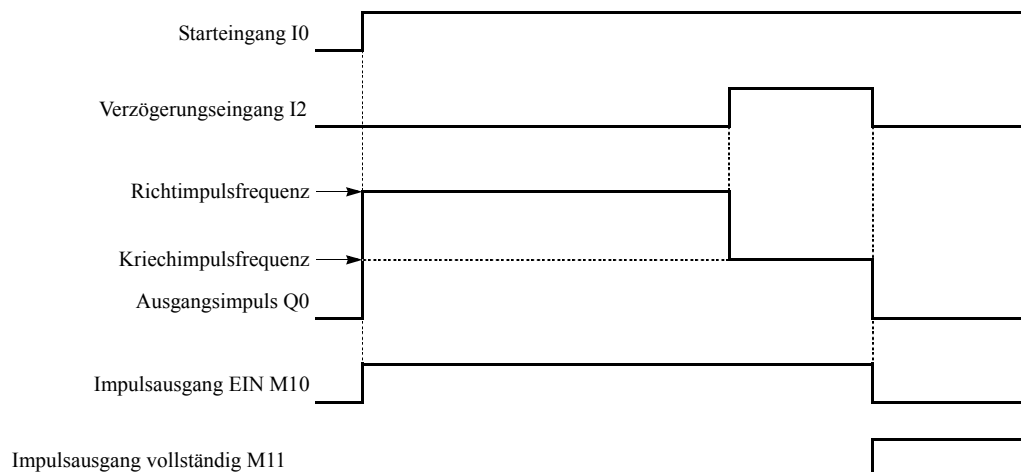 Starteingang I0
Verzögerungseingang I2
Richtimpulsfrequenz
Kriechimpulsfrequenz
Ausgangsimpuls Q0
Impulsausgang EIN M10
Impulsausgang vollständig M11